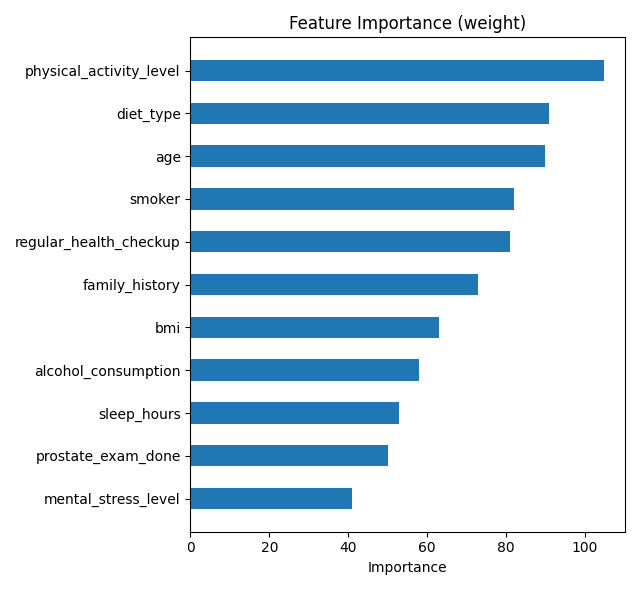 Feature Importance (weight)
physical_activity_level
diet_type
age
smoker
regular_health_checkup
family_history
bmi
alcohol_consumption
sleep_hours
prostate_exam_done
mental_stress_level
0 20 40 60 80 100
Importance